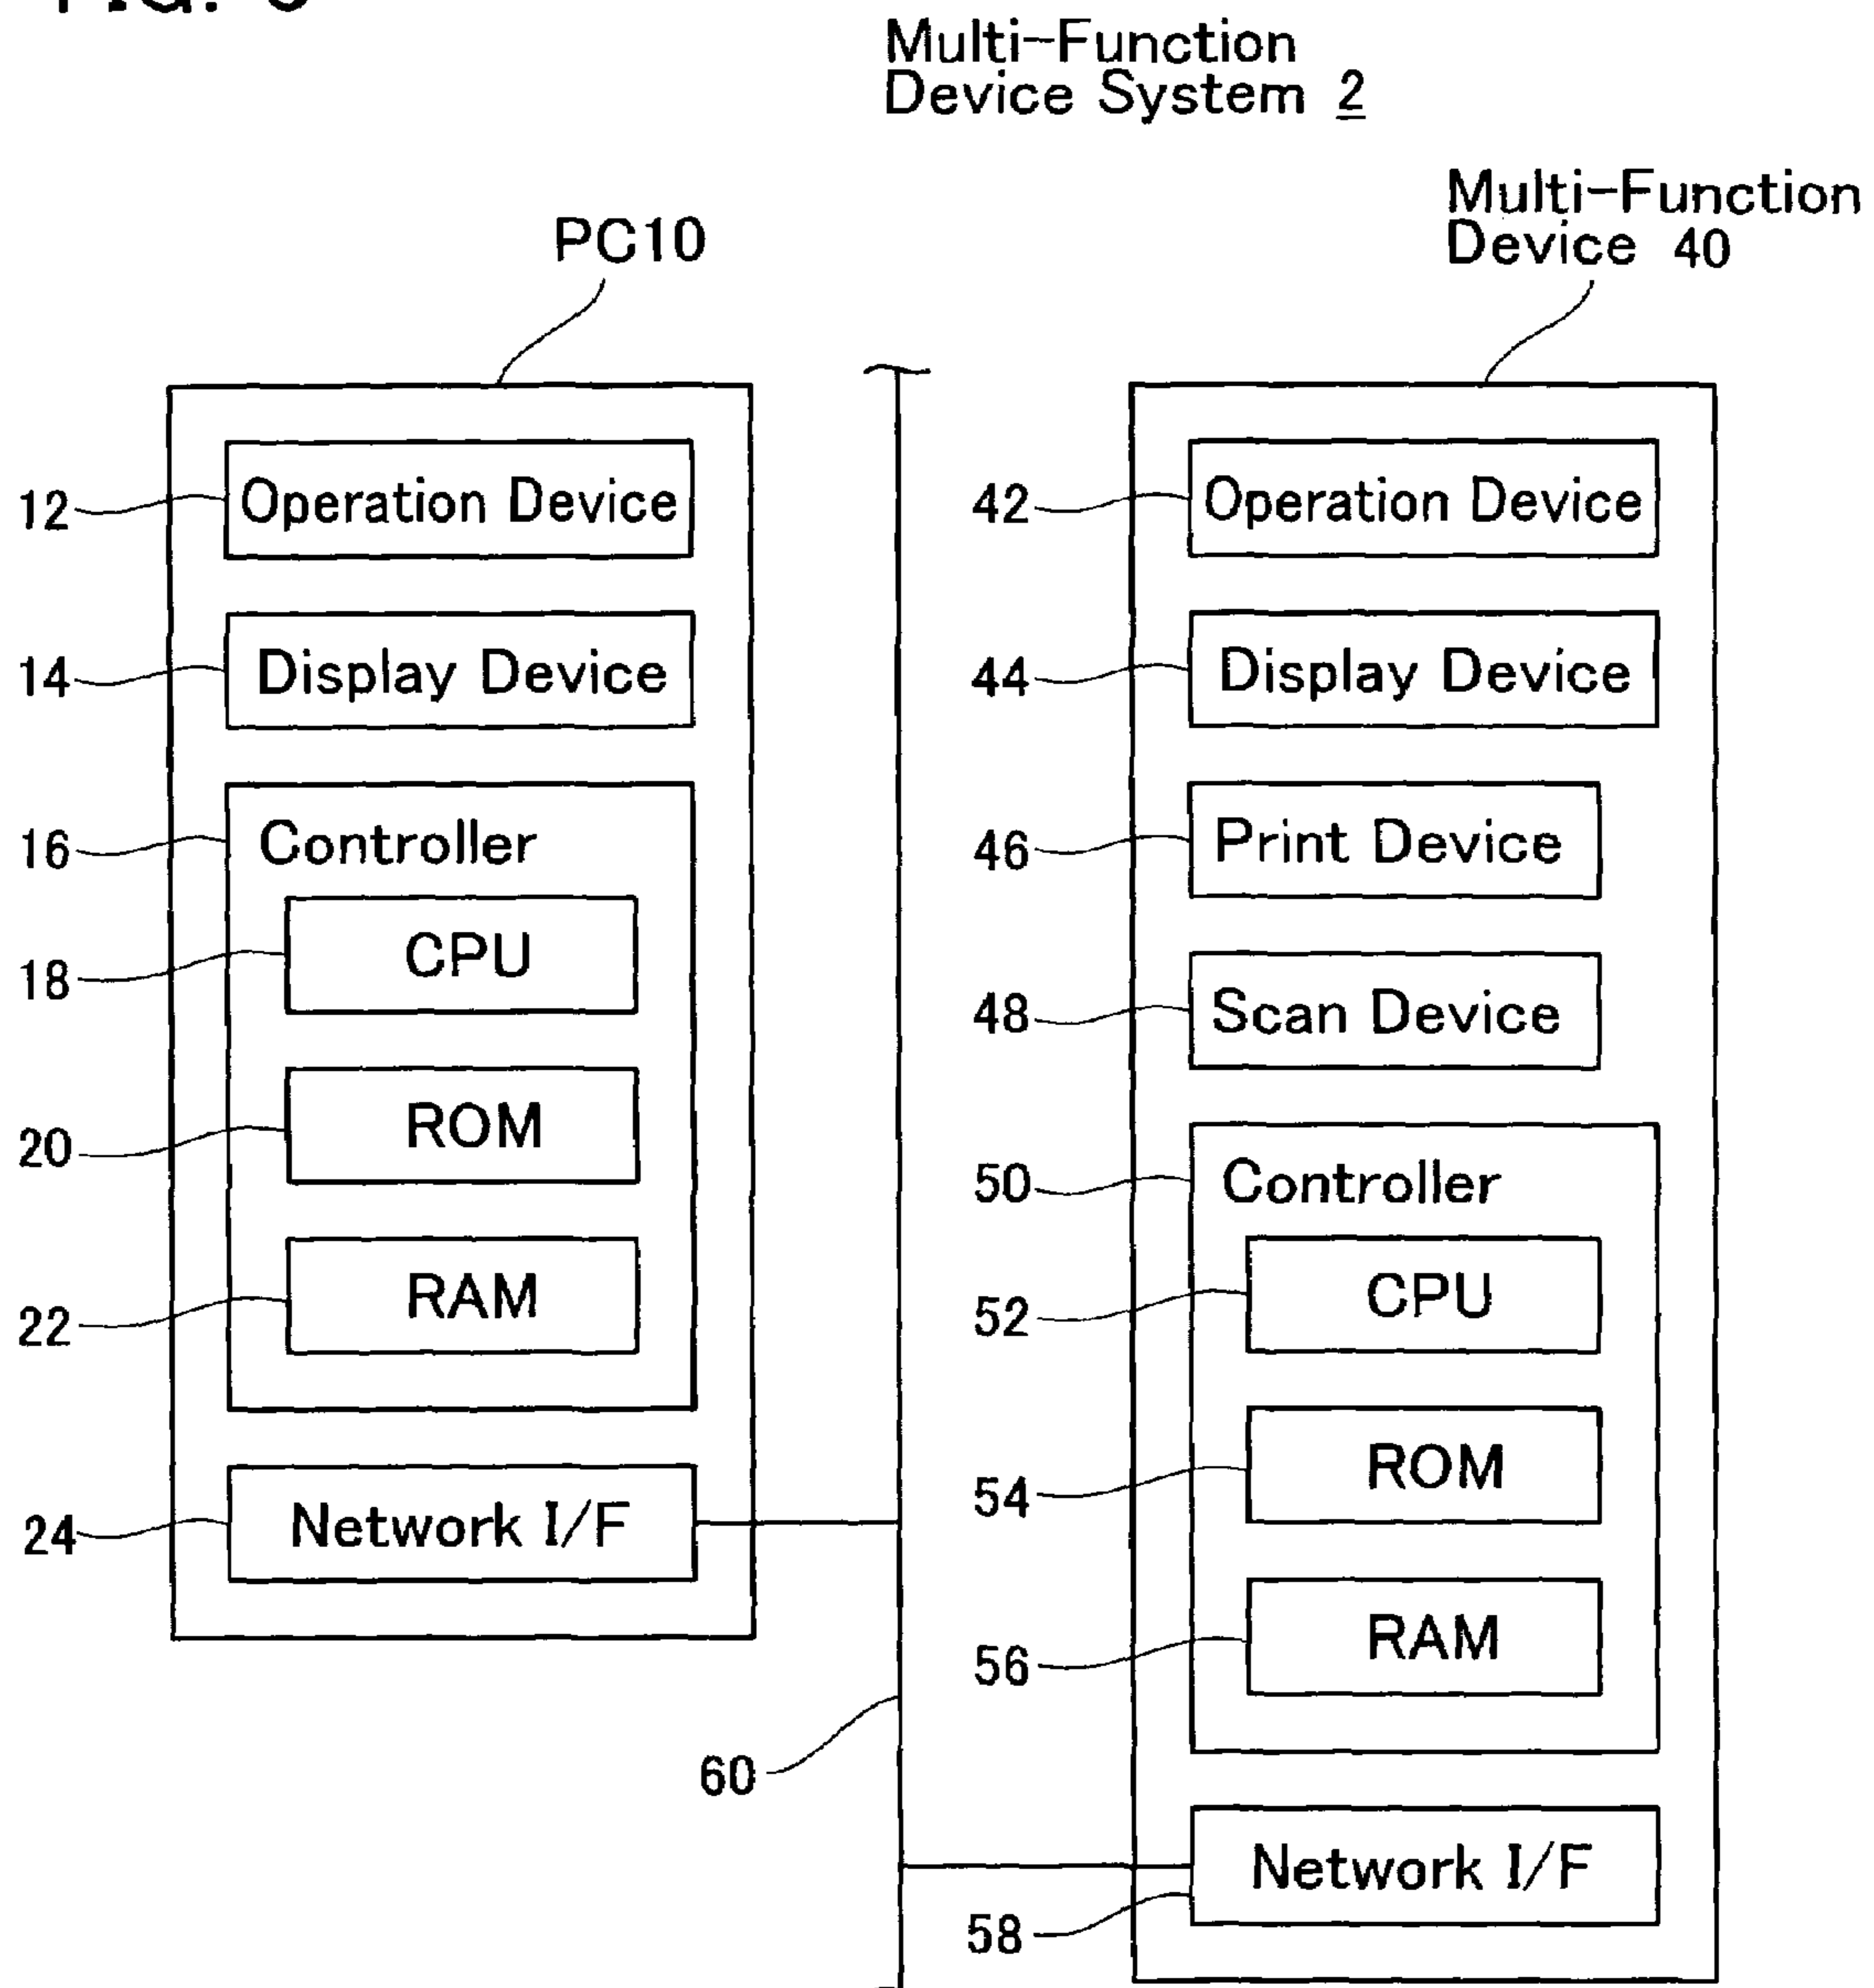 Multi-Function
Device System 2
PC10
Multi-Function
Device 40
12
Operation Device
14
Display Device
16
Controller
18
CPU
20
ROM
22
RAM
24
Network I/F
42
Operation Device
44
Display Device
46
Print Device
48
Scan Device
50
Controller
52
CPU
54
ROM
56
RAM
58
Network I/F
60